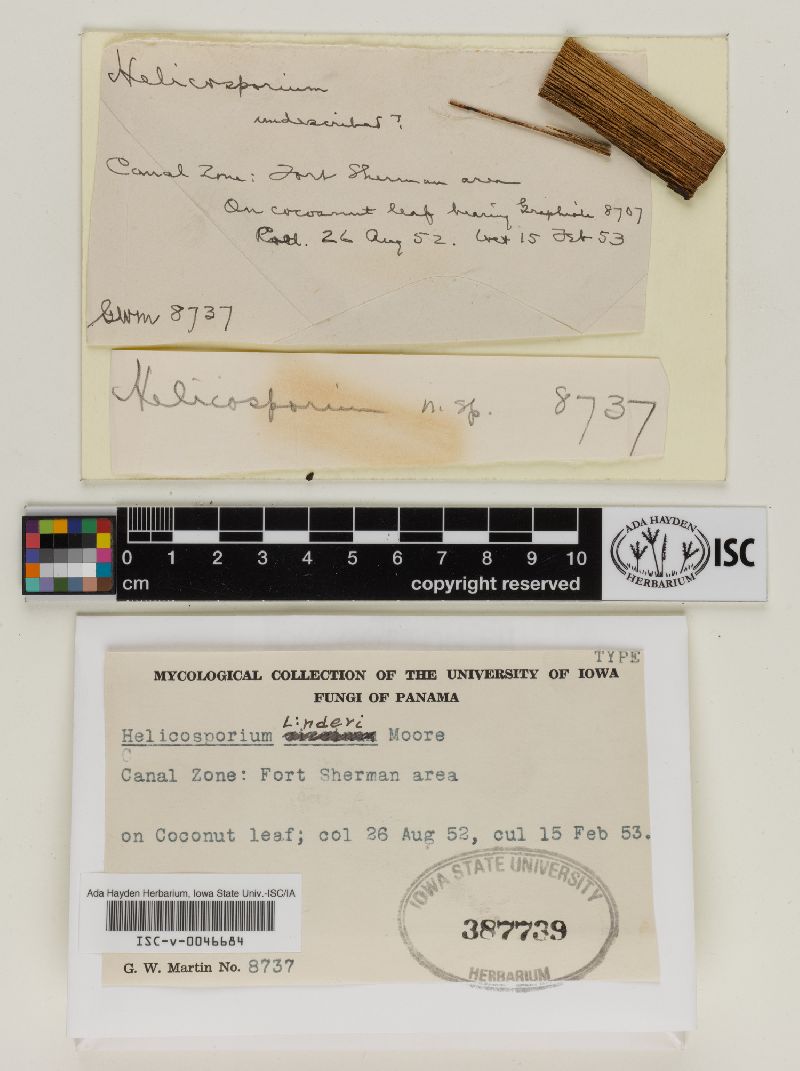 Helicosporium
undescribed?
Canal Zone: Fort Sherman area
On cocoanut leaf bearing Graphiola 8707
26 Aug 52. 15 Feb 53
GWM 8737
Helicosporium n. sp. 8737
0 1 2 3 4 5 6 7 8 9 10
cm copyright reserved
ADA HAYDEN
HERBARIUM
ISC
TYPE
MYCOLOGICAL COLLECTION OF THE UNIVERSITY OF IOWA
FUNGI OF PANAMA
Linderi
Helicosporium Moore
C
Canal Zone: Fort Sherman area
on Coconut leaf; col 26 Aug 52, cul 15 Feb 53.
IOWA STATE UNIVERSITY
387739
HERBARIUM
Ada Hayden Herbarium, Iowa State Univ.-ISC/IA
ISC-v-0046684
G. W. Martin No. 8737